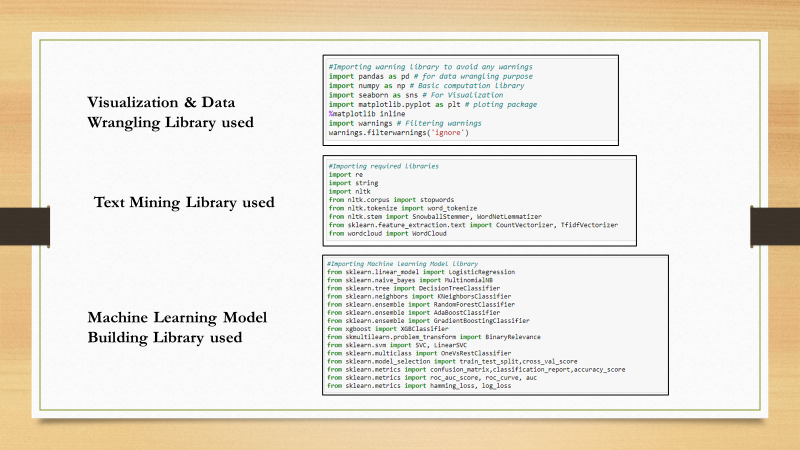 Visualization & Data
Wrangling Library used
#Importing warning library to avoid any warnings
import pandas as pd # for data wrangling purpose
import numpy as np # Basic computation library
import seaborn as sns # For Visualization
import matplotlib.pyplot as plt # ploting package
%matplotlib inline
import warnings # Filtering warnings
warnings.filterwarnings('ignore')
Text Mining Library used
#Importing required libraries
import re
import string
import nltk
from nltk.corpus import stopwords
from nltk.tokenize import word_tokenize
from nltk.stem import SnowballStemmer, WordNetLemmatizer
from sklearn.feature_extraction.text import CountVectorizer, TfidfVectorizer
from wordcloud import WordCloud
Machine Learning Model
Building Library used
#Importing Machine Learning Model library
from sklearn.linear_model import LogisticRegression
from sklearn.naive_bayes import MultinomialNB
from sklearn.tree import DecisionTreeClassifier
from sklearn.neighbors import KNeighborsClassifier
from sklearn.ensemble import RandomForestClassifier
from sklearn.ensemble import AdaBoostClassifier
from sklearn.ensemble import GradientBoostingClassifier
from xgboost import XGBClassifier
from skmultilearn.problem_transform import BinaryRelevance
from sklearn.svm import SVC, LinearSVC
from sklearn.multiclass import OneVsRestClassifier
from sklearn.model_selection import train_test_split,cross_val_score
from sklearn.metrics import confusion_matrix,classification_report,accuracy_score
from sklearn.metrics import roc_auc_score, roc_curve, auc
from sklearn.metrics import hamming_loss, log_loss